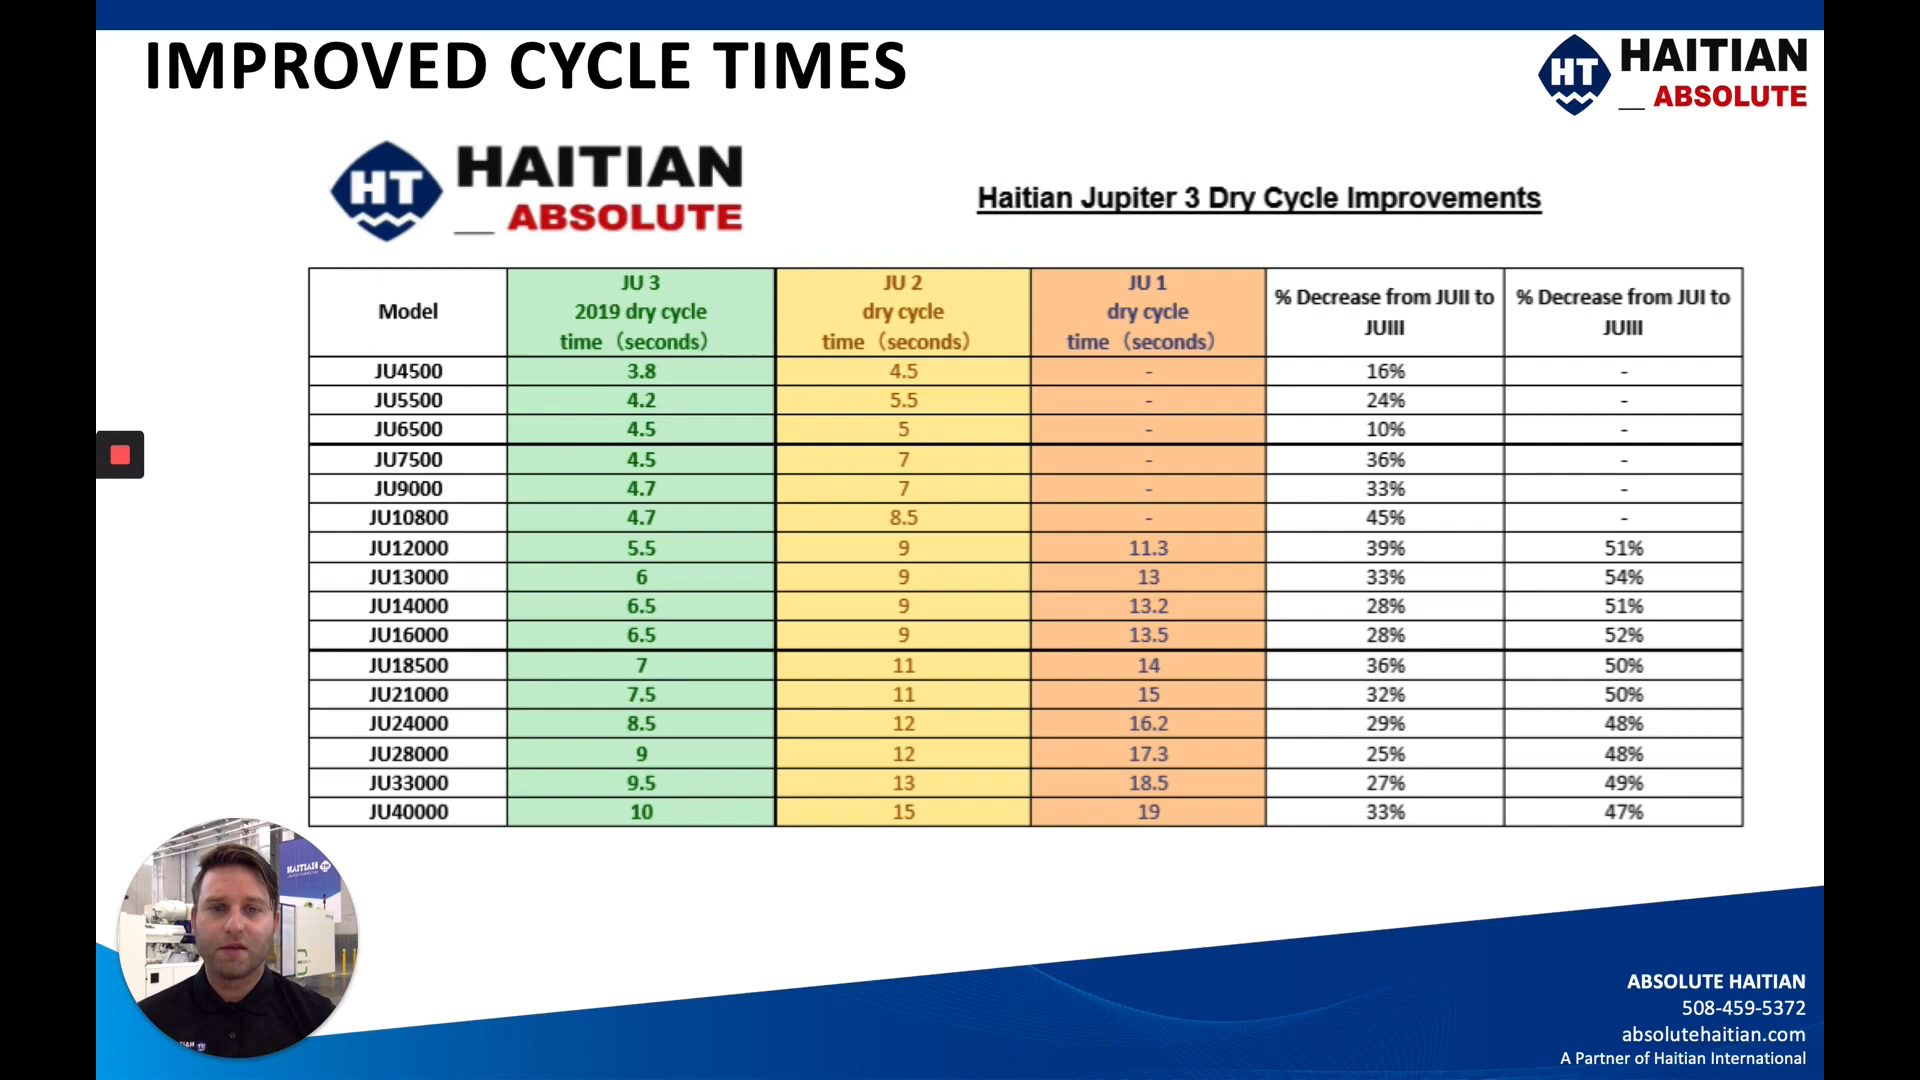 IMPROVED CYCLE TIMES
HT HAITIAN
ABSOLUTE
HT HAITIAN
ABSOLUTE
Haitian Jupiter 3 Dry Cycle Improvements
Model
JU 3
2019 dry cycle
time（seconds）
JU 2
dry cycle
time（seconds）
JU 1
dry cycle
time（seconds）
% Decrease from JUII to
JUIII
% Decrease from JUI to
JUIII
JU4500 3.8 4.5 - 16% -
JU5500 4.2 5.5 - 24% -
JU6500 4.5 5 - 10% -
JU7500 4.5 7 - 36% -
JU9000 4.7 7 - 33% -
JU10800 4.7 8.5 - 45% -
JU12000 5.5 9 11.3 39% 51%
JU13000 6 9 13 33% 54%
JU14000 6.5 9 13.2 28% 51%
JU16000 6.5 9 13.5 28% 52%
JU18500 7 11 14 36% 50%
JU21000 7.5 11 15 32% 50%
JU24000 8.5 12 16.2 29% 48%
JU28000 9 12 17.3 25% 48%
JU33000 9.5 13 18.5 27% 49%
JU40000 10 15 19 33% 47%
HAITIAN
ABSOLUTE HAITIAN
508-459-5372
absolutehaitian.com
A Partner of Haitian International